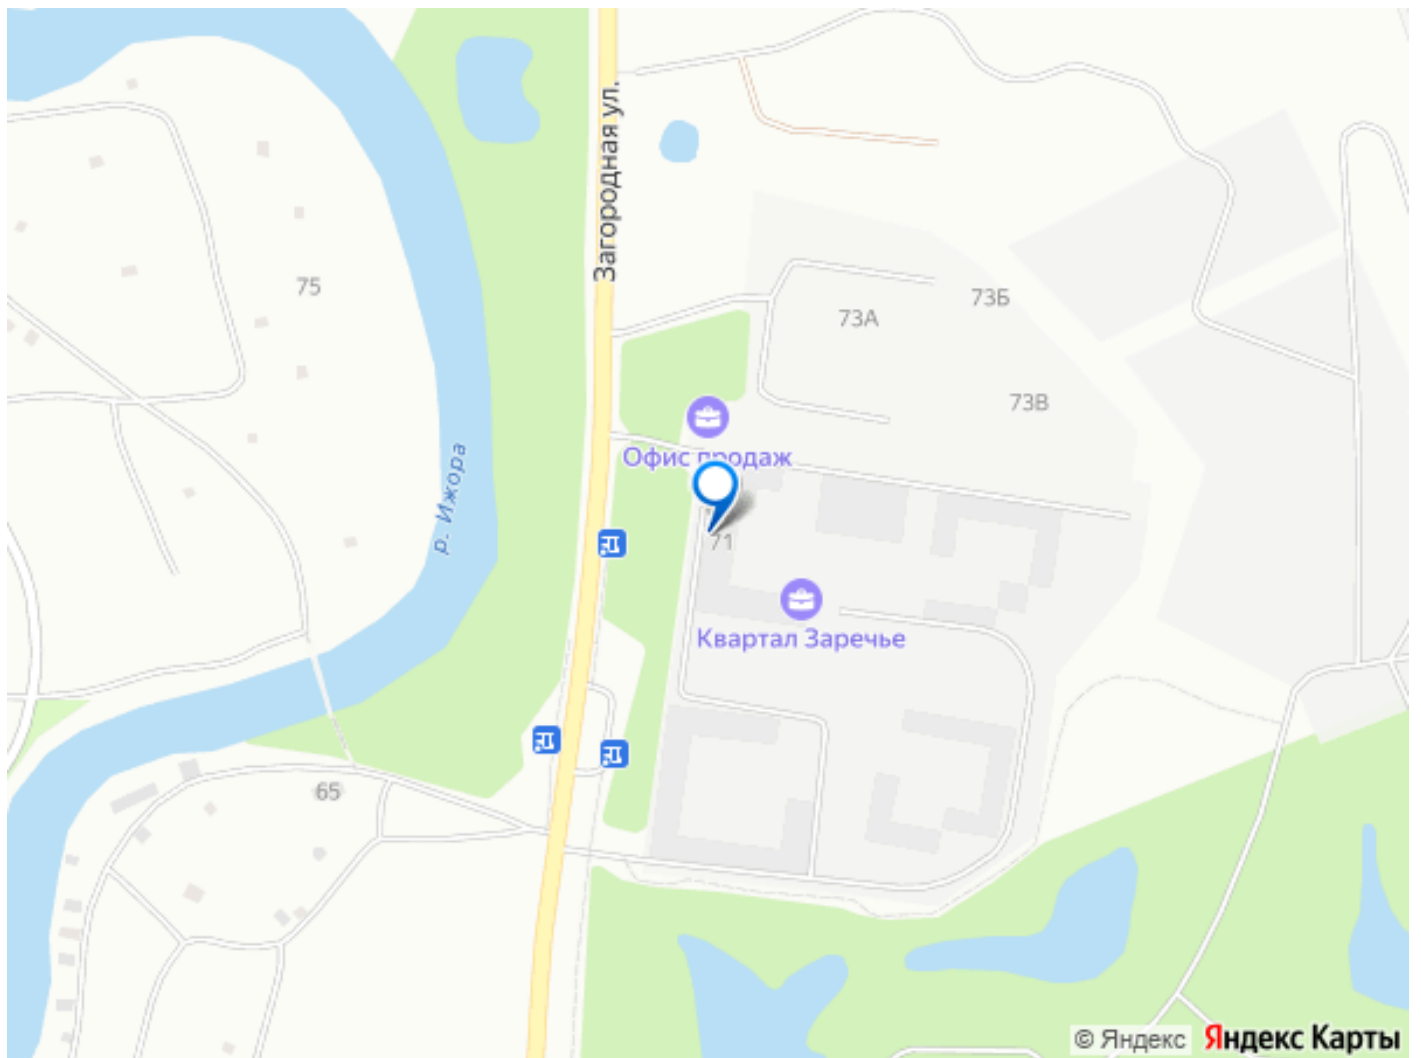 Загородная ул.
75
73Б
73А
73В
Офис продаж
р. Ижора
71
Квартал Заречье
65
© Яндекс Яндекс Карты